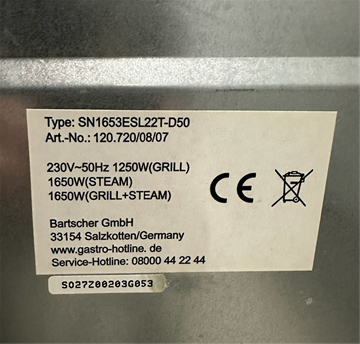 Type: SN1653ESL22T-D50
Art.-No.: 120.720/08/07
230V~50Hz 1250W(GRILL)
1650W(STEAM)
1650W(GRILL+STEAM)
CE
Bartscher GmbH
33154 Salzkotten/Germany
www.gastro-hotline. de
Service-Hotline: 08000 44 22 44
SO27Z00203G053